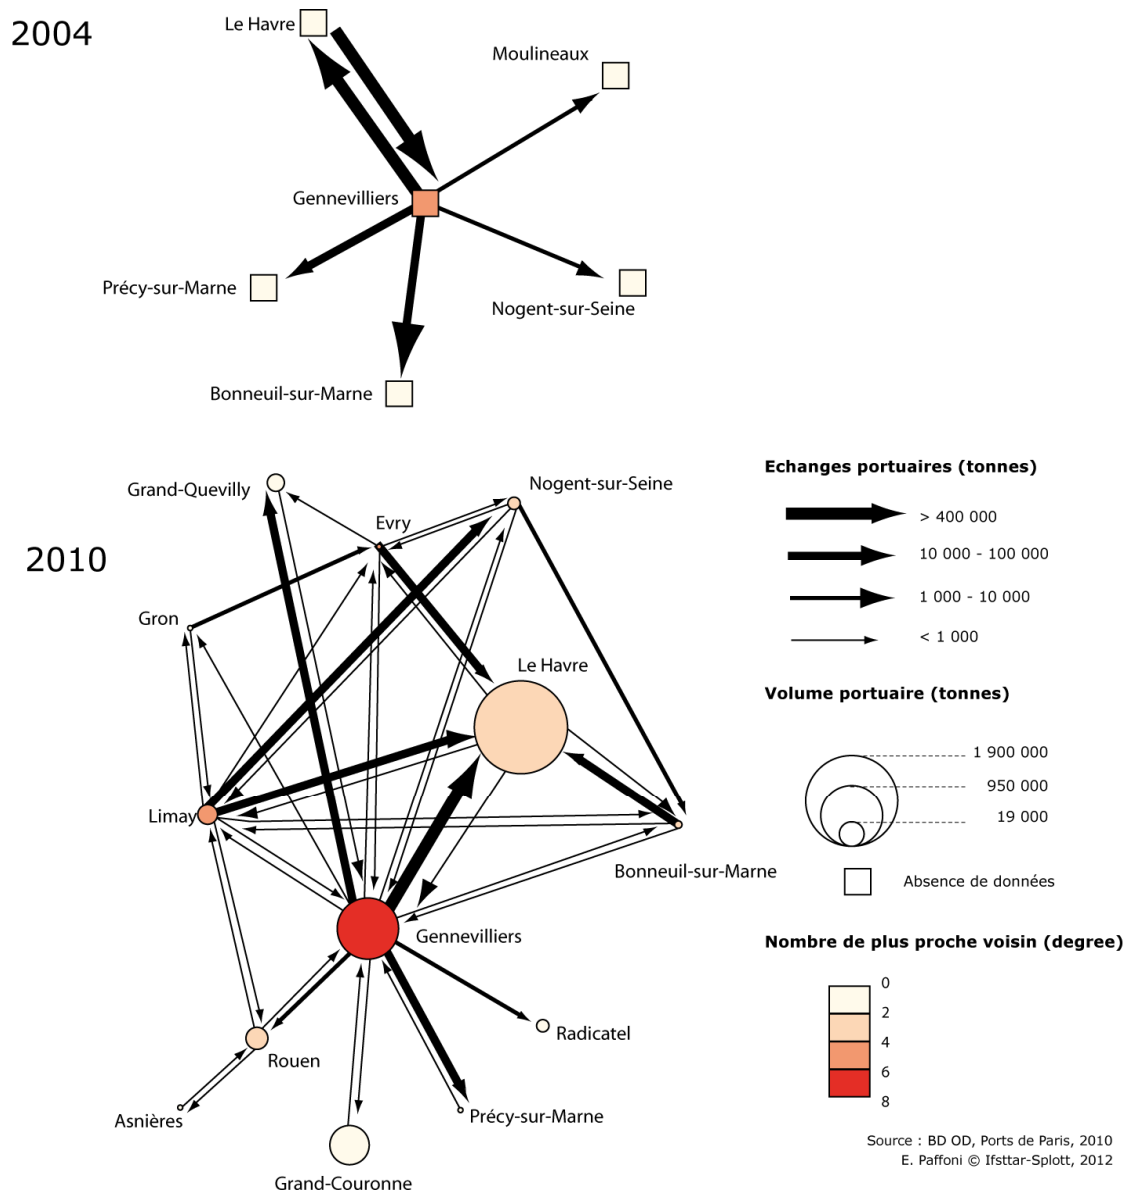 2004
Le Havre
Moulineaux
Gennevilliers
Précy-sur-Marne
Nogent-sur-Seine
Bonneuil-sur-Marne
2010
Grand-Quevilly
Nogent-sur-Seine
Evry
Gron
Le Havre
Limay
Bonneuil-sur-Marne
Gennevilliers
Radicatel
Rouen
Asnières
Précy-sur-Marne
Grand-Couronne
Echanges portuaires (tonnes)
> 400 000
10 000 - 100 000
1 000 - 10 000
< 1 000
Volume portuaire (tonnes)
1 900 000
950 000
19 000
Absence de données
Nombre de plus proche voisin (degree)
0
2
4
6
8
Source : BD OD, Ports de Paris, 2010
E. Paffoni © Ifsttar-Splott, 2012